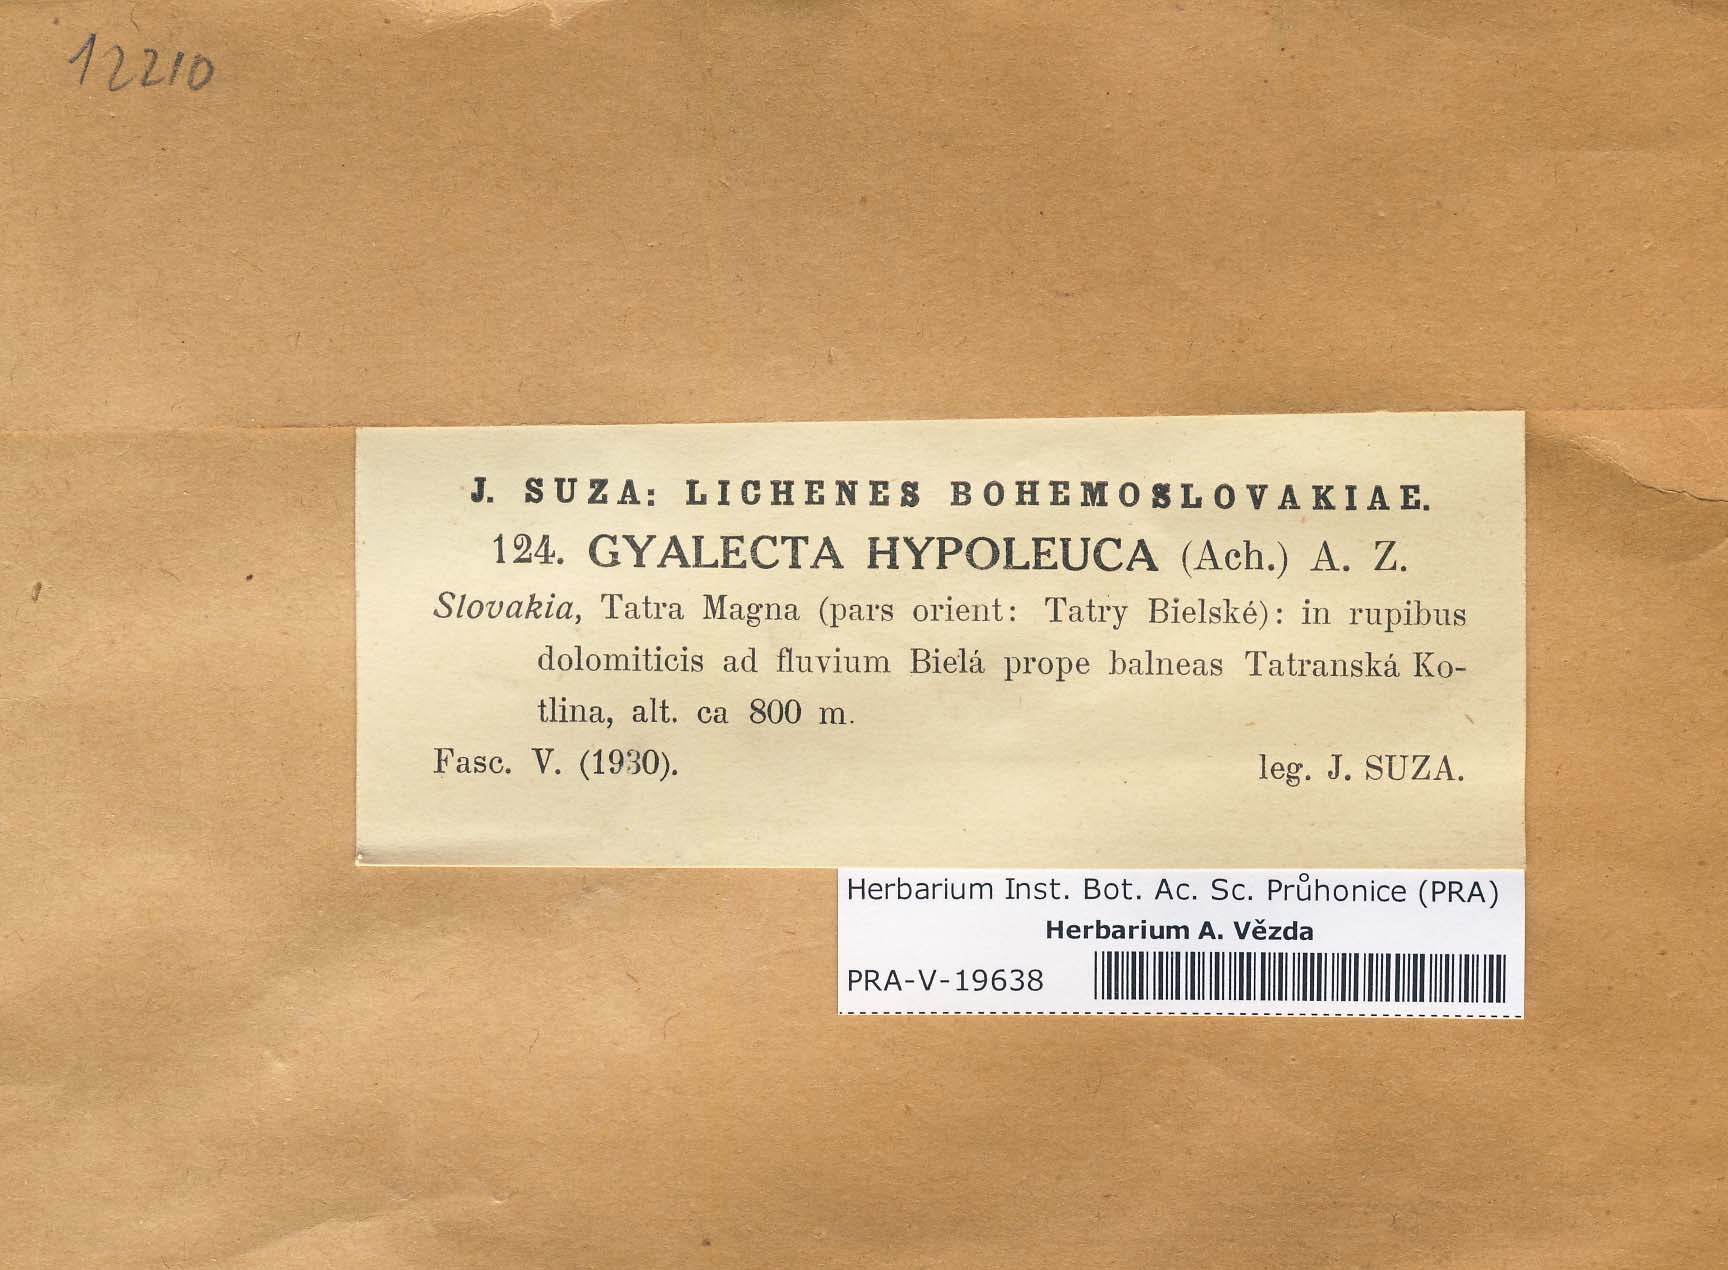 12210
J. SUZA: LICHENES BOHEMOSLOVAKIAE.
124. GYALECTA HYPOLEUCA (Ach.) A. Z.
Slovakia, Tatra Magna (pars orient: Tatry Bielské): in rupibus
dolomiticis ad fluvium Bielá prope balneas Tatranská Ko-
tlina, alt. ca 800 m.
Fasc. V. (1930). leg. J. SUZA.
Herbarium Inst. Bot. Ac. Sc. Průhonice (PRA)
Herbarium A. Vězda
PRA-V-19638